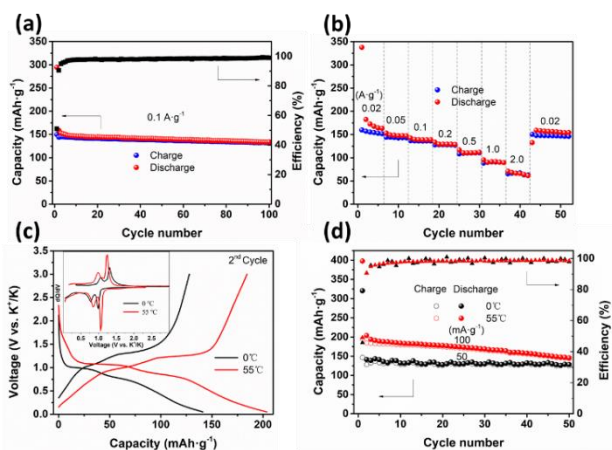 (a)
350
300
250
200
150
100
50
0
Capacity (mAh·g⁻¹)
0.1 A·g⁻¹
Charge
Discharge
100
80
60
40
20
0
Efficiency (%)
0 20 40 60 80 100
Cycle number
(b)
350
300
250
200
150
100
50
0
Capacity (mAh·g⁻¹)
Charge
Discharge
(A·g⁻¹)
0.02
0.05
0.1
0.2
0.5
1.0
2.0
0.02
0 10 20 30 40 50
Cycle number
(c)
3.5
3.0
2.5
2.0
1.5
1.0
0.5
0.0
Voltage (V vs. K⁺/K)
dQ/dV
0℃
55℃
0.5 1.0 1.5 2.0 2.5
Voltage (V vs. K⁺/K)
2ⁿᵈ Cycle
0℃
55℃
0 50 100 150 200
Capacity (mAh·g⁻¹)
(d)
400
350
300
250
200
150
100
50
0
Capacity (mAh·g⁻¹)
Charge Discharge
0℃
55℃
(mA·g⁻¹)
100
50
100
80
60
40
20
0
Efficiency (%)
0 10 20 30 40 50
Cycle number